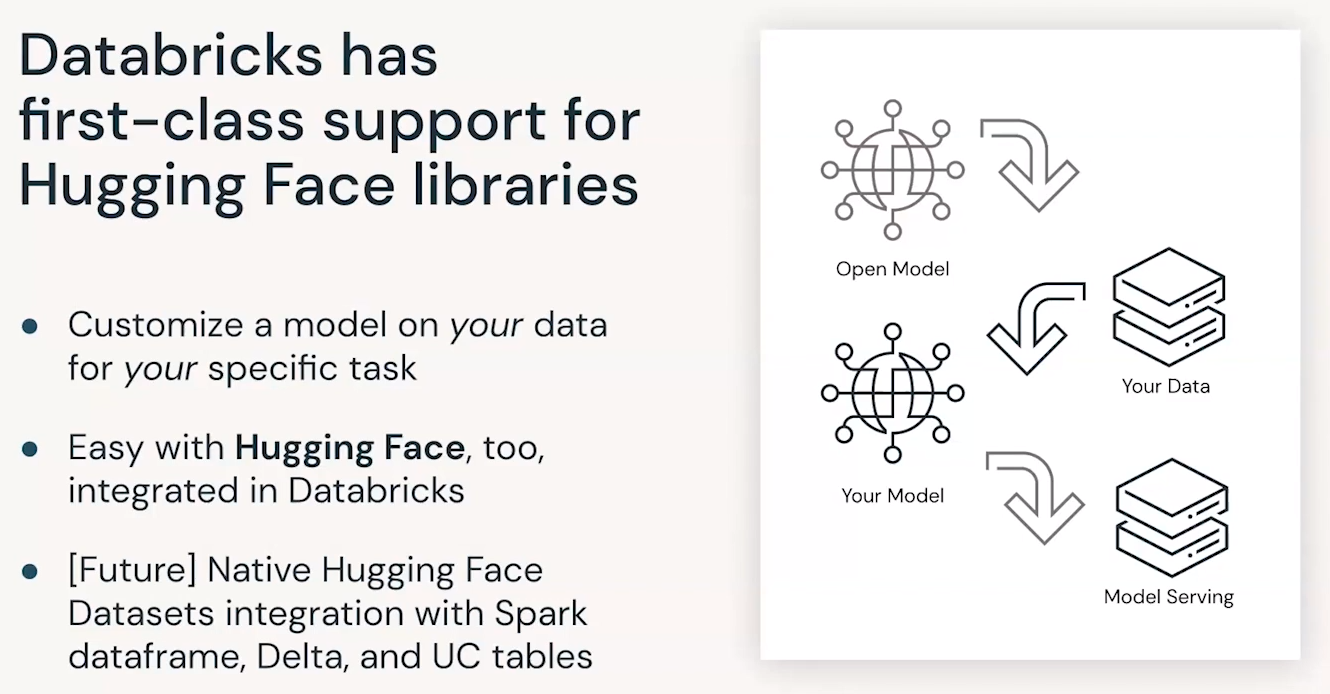 Databricks has
first-class support for
Hugging Face libraries
• Customize a model on your data
for your specific task
• Easy with Hugging Face, too,
integrated in Databricks
• [Future] Native Hugging Face
Datasets integration with Spark
dataframe, Delta, and UC tables
Open Model
Your Data
Your Model
Model Serving